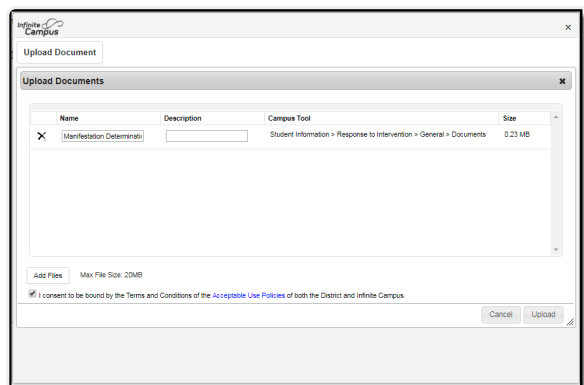 Infinite
Campus
Upload Document
Upload Documents
Name Description Campus Tool Size
Manifestation Determinati Student Information > Response to Intervention > General > Documents 0.23 MB
Add Files Max File Size: 20MB
I consent to be bound by the Terms and Conditions of the Acceptable Use Policies of both the District and Infinite Campus.
Cancel Upload